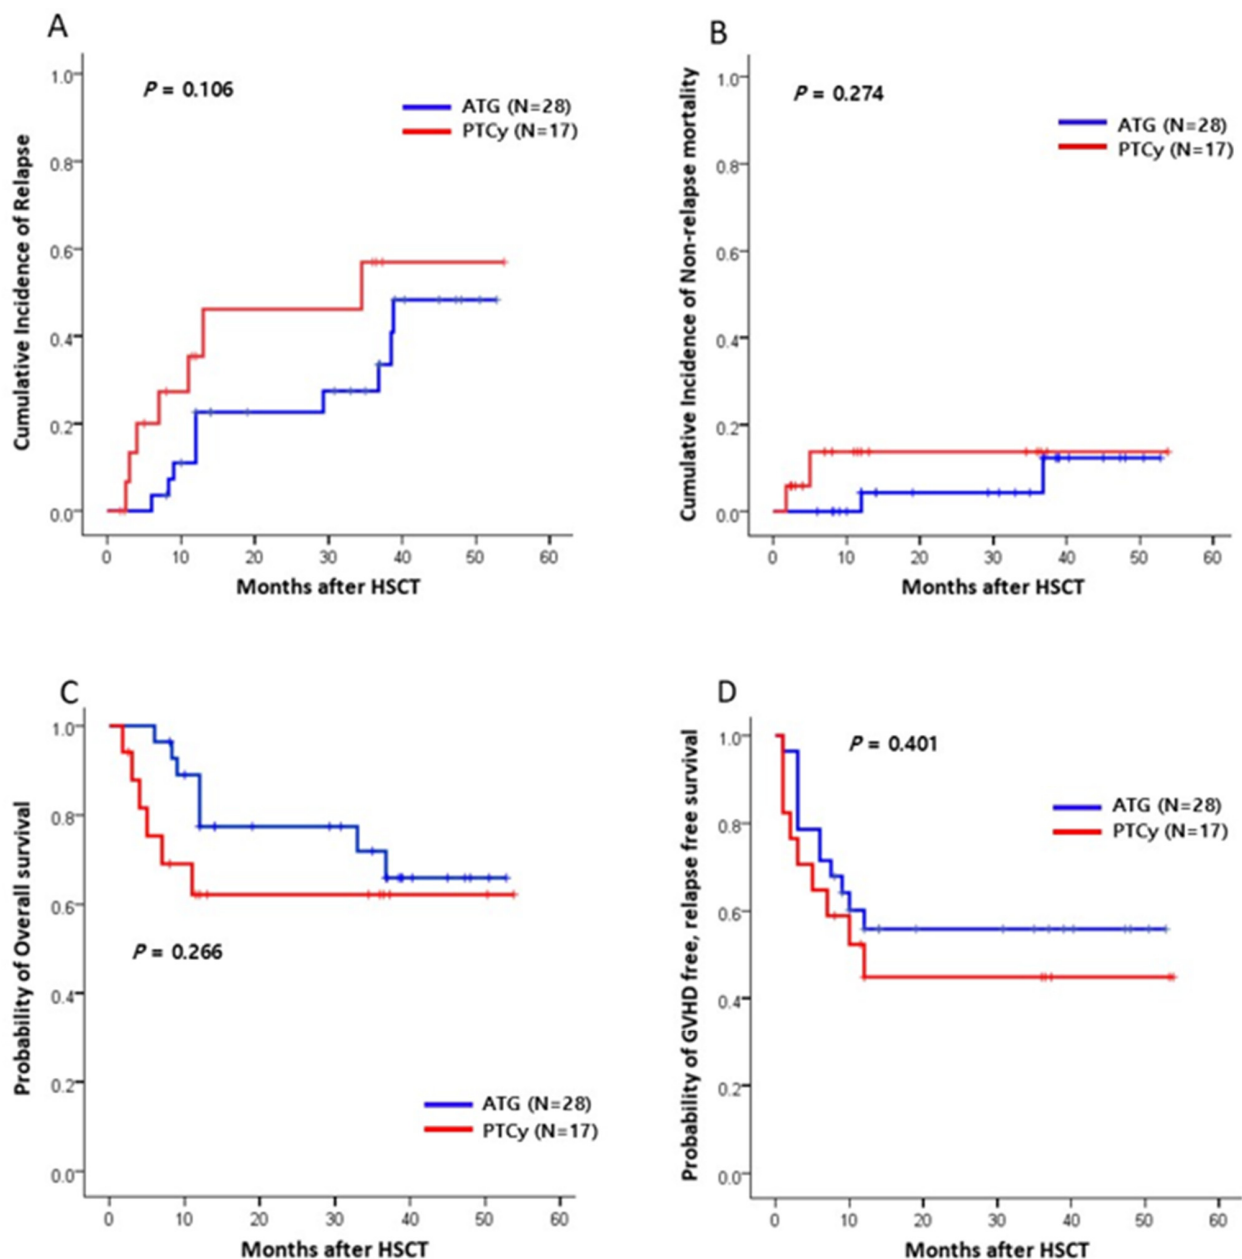 A
P = 0.106
ATG (N=28)
PTCy (N=17)
Cumulative Incidence of Relapse
1.0
0.8
0.6
0.4
0.2
0.0
0 10 20 30 40 50 60
Months after HSCT
B
P = 0.274
ATG (N=28)
PTCy (N=17)
Cumulative Incidence of Non-relapse mortality
1.0
0.8
0.6
0.4
0.2
0.0
0 10 20 30 40 50 60
Months after HSCT
C
Probability of Overall survival
1.0
0.8
0.6
0.4
0.2
0.0
P = 0.266
ATG (N=28)
PTCy (N=17)
0 10 20 30 40 50 60
Months after HSCT
D
P = 0.401
ATG (N=28)
PTCy (N=17)
Probability of GVHD free, relapse free survival
1.0
0.8
0.6
0.4
0.2
0.0
0 10 20 30 40 50 60
Months after HSCT